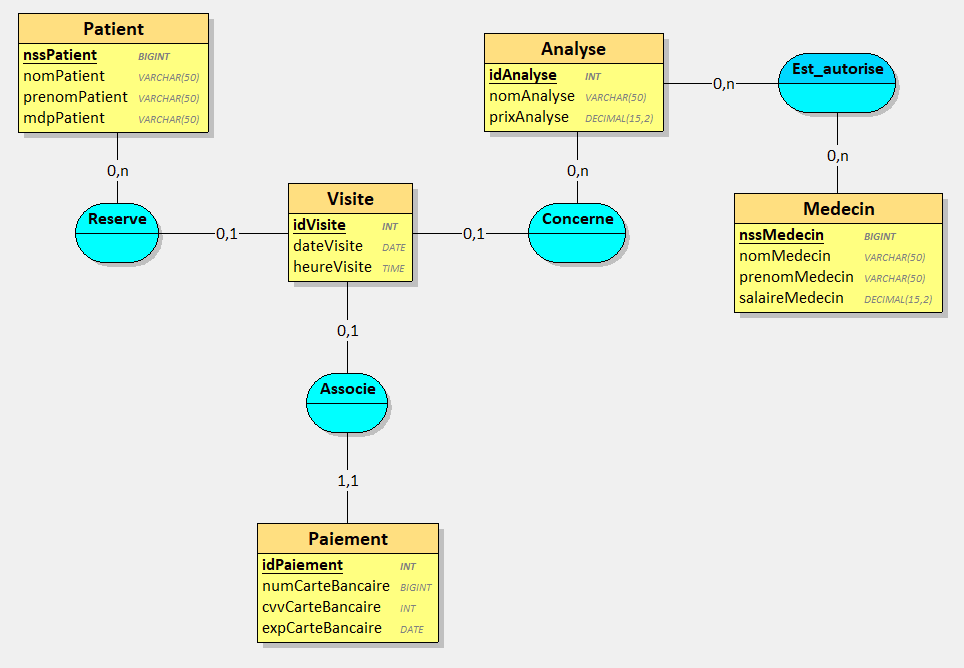 Patient
nssPatient BIGINT
nomPatient VARCHAR(50)
prenomPatient VARCHAR(50)
mdpPatient VARCHAR(50)
0,n
Reserve
0,1
Visite
idVisite INT
dateVisite DATE
heureVisite TIME
0,1
Concerne
0,n
Analyse
idAnalyse INT
nomAnalyse VARCHAR(50)
prixAnalyse DECIMAL(15,2)
0,n
Est_autorise
0,n
Medecin
nssMedecin BIGINT
nomMedecin VARCHAR(50)
prenomMedecin VARCHAR(50)
salaireMedecin DECIMAL(15,2)
0,1
Associe
1,1
Paiement
idPaiement INT
numCarteBancaire BIGINT
cvvCarteBancaire INT
expCarteBancaire DATE